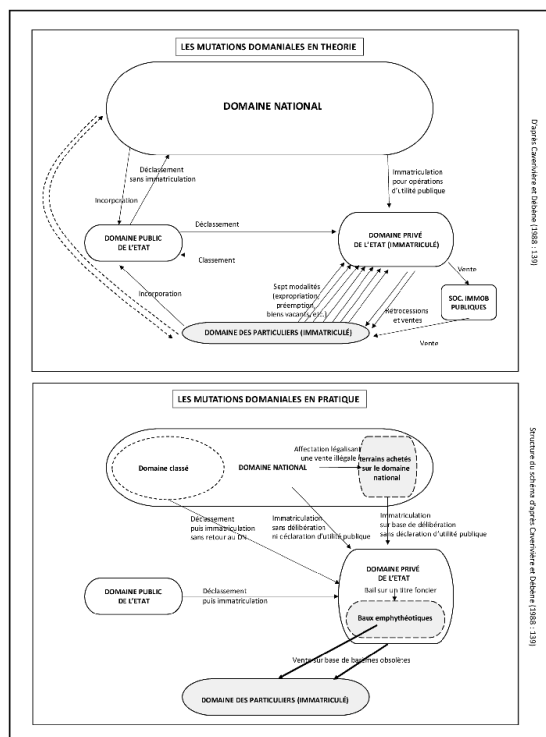 LES MUTATIONS DOMANIALES EN THEORIE
DOMAINE NATIONAL
Déclassement
sans immatriculation
Immatriculation
pour opérations
d'utilité publique
Incorporation
Déclassement
DOMAINE PUBLIC
DE L'ETAT
DOMAINE PRIVÉ
DE L'ETAT (IMMATRICULÉ)
Classement
Vente
Sept modalités
(expropriation,
préemption,
biens vacants, etc.)
SOC. IMMOB
PUBLIQUES
Incorporation
Rétrocessions
et ventes
DOMAINE DES PARTICULIERS (IMMATRICULÉ)
Vente
D'après Caverivière et Débène (1988 : 139)
LES MUTATIONS DOMANIALES EN PRATIQUE
Affectation légalisant
une vente illégale
Domaine classé
DOMAINE NATIONAL
terrains achetés
sur le domaine
national
Déclassement
puis immatriculation
sans retour au DN
Immatriculation
sans délibération
ni déclaration d'utilité publique
Immatriculation
sur base de délibération
sans déclaration d'utilité publique
DOMAINE PRIVÉ
DE L'ETAT
Bail sur un titre foncier
DOMAINE PUBLIC
DE L'ETAT
Déclassement
puis immatriculation
Baux emphythéotiques
Vente sur base de barèmes obsolètes
DOMAINE DES PARTICULIERS (IMMATRICULÉ)
Structure du schéma d'après Caverivière et Débène (1988 : 139)